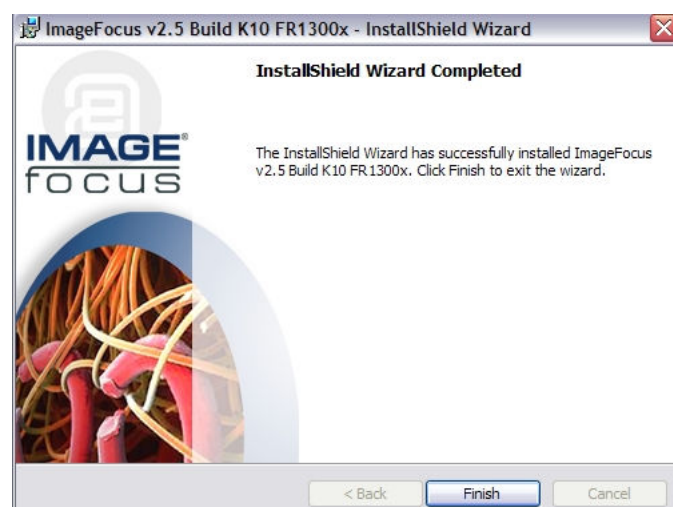 ImageFocus v2.5 Build K10 FR1300x - InstallShield Wizard
InstallShield Wizard Completed
IMAGE®
focus
The InstallShield Wizard has successfully installed ImageFocus
v2.5 Build K10 FR1300x. Click Finish to exit the wizard.
< Back
Finish
Cancel